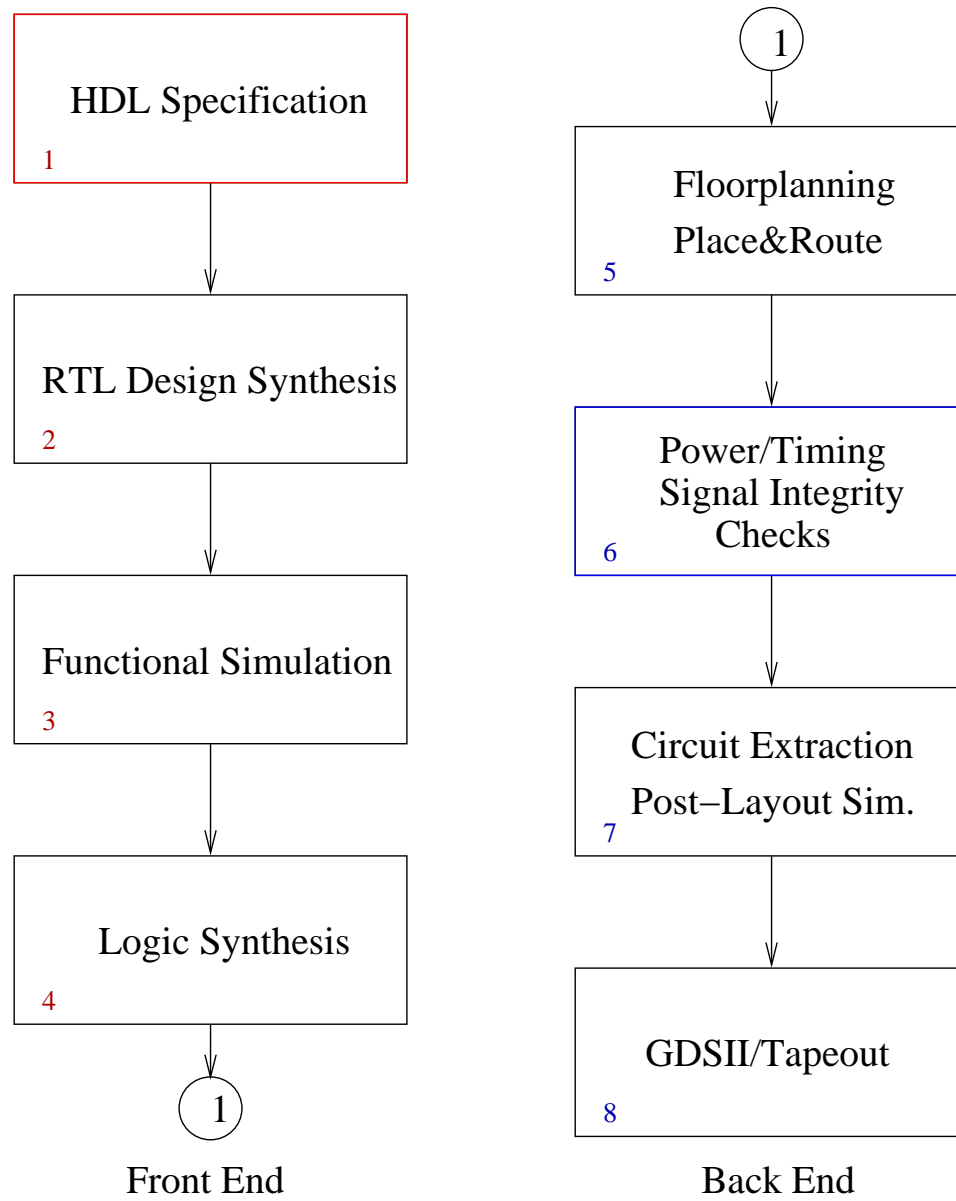 HDL Specification
1
RTL Design Synthesis
2
Functional Simulation
3
Logic Synthesis
4
1
Front End
1
Floorplanning
Place&Route
5
Power/Timing
Signal Integrity
Checks
6
Circuit Extraction
Post−Layout Sim.
7
GDSII/Tapeout
8
Back End